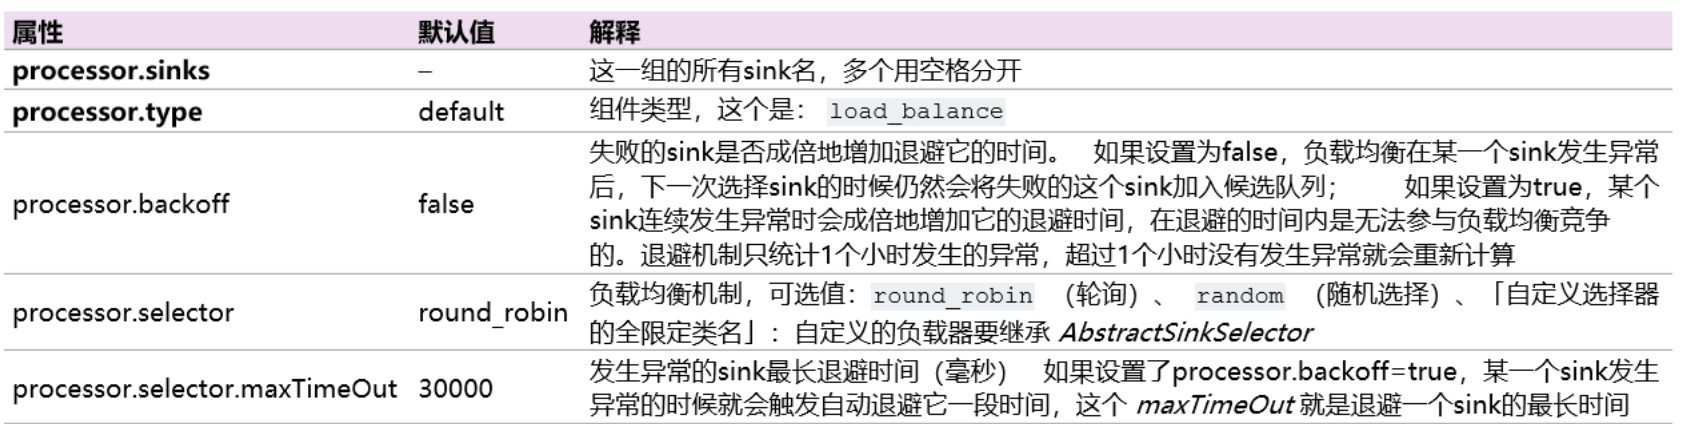 属性 默认值 解释
processor.sinks – 这一组的所有sink名，多个用空格分开
processor.type default 组件类型，这个是： load_balance
失败的sink是否成倍地增加退避它的时间。 如果设置为false，负载均衡在某一个sink发生异常
后，下一次选择sink的时候仍然会将失败的这个sink加入候选队列； 如果设置为true，某个
processor.backoff false
sink连续发生异常时会成倍地增加它的退避时间，在退避的时间内是无法参与负载均衡竞争
的。退避机制只统计1个小时发生的异常，超过1个小时没有发生异常就会重新计算
负载均衡机制，可选值： round_robin （轮询）、 random （随机选择）、「自定义选择器
processor.selector round_robin
的全限定类名」：自定义的负载器要继承 AbstractSinkSelector
发生异常的sink最长退避时间（毫秒） 如果设置了processor.backoff=true，某一个sink发生
processor.selector.maxTimeOut 30000
异常的时候就会触发自动退避它一段时间，这个 maxTimeOut 就是退避一个sink的最长时间